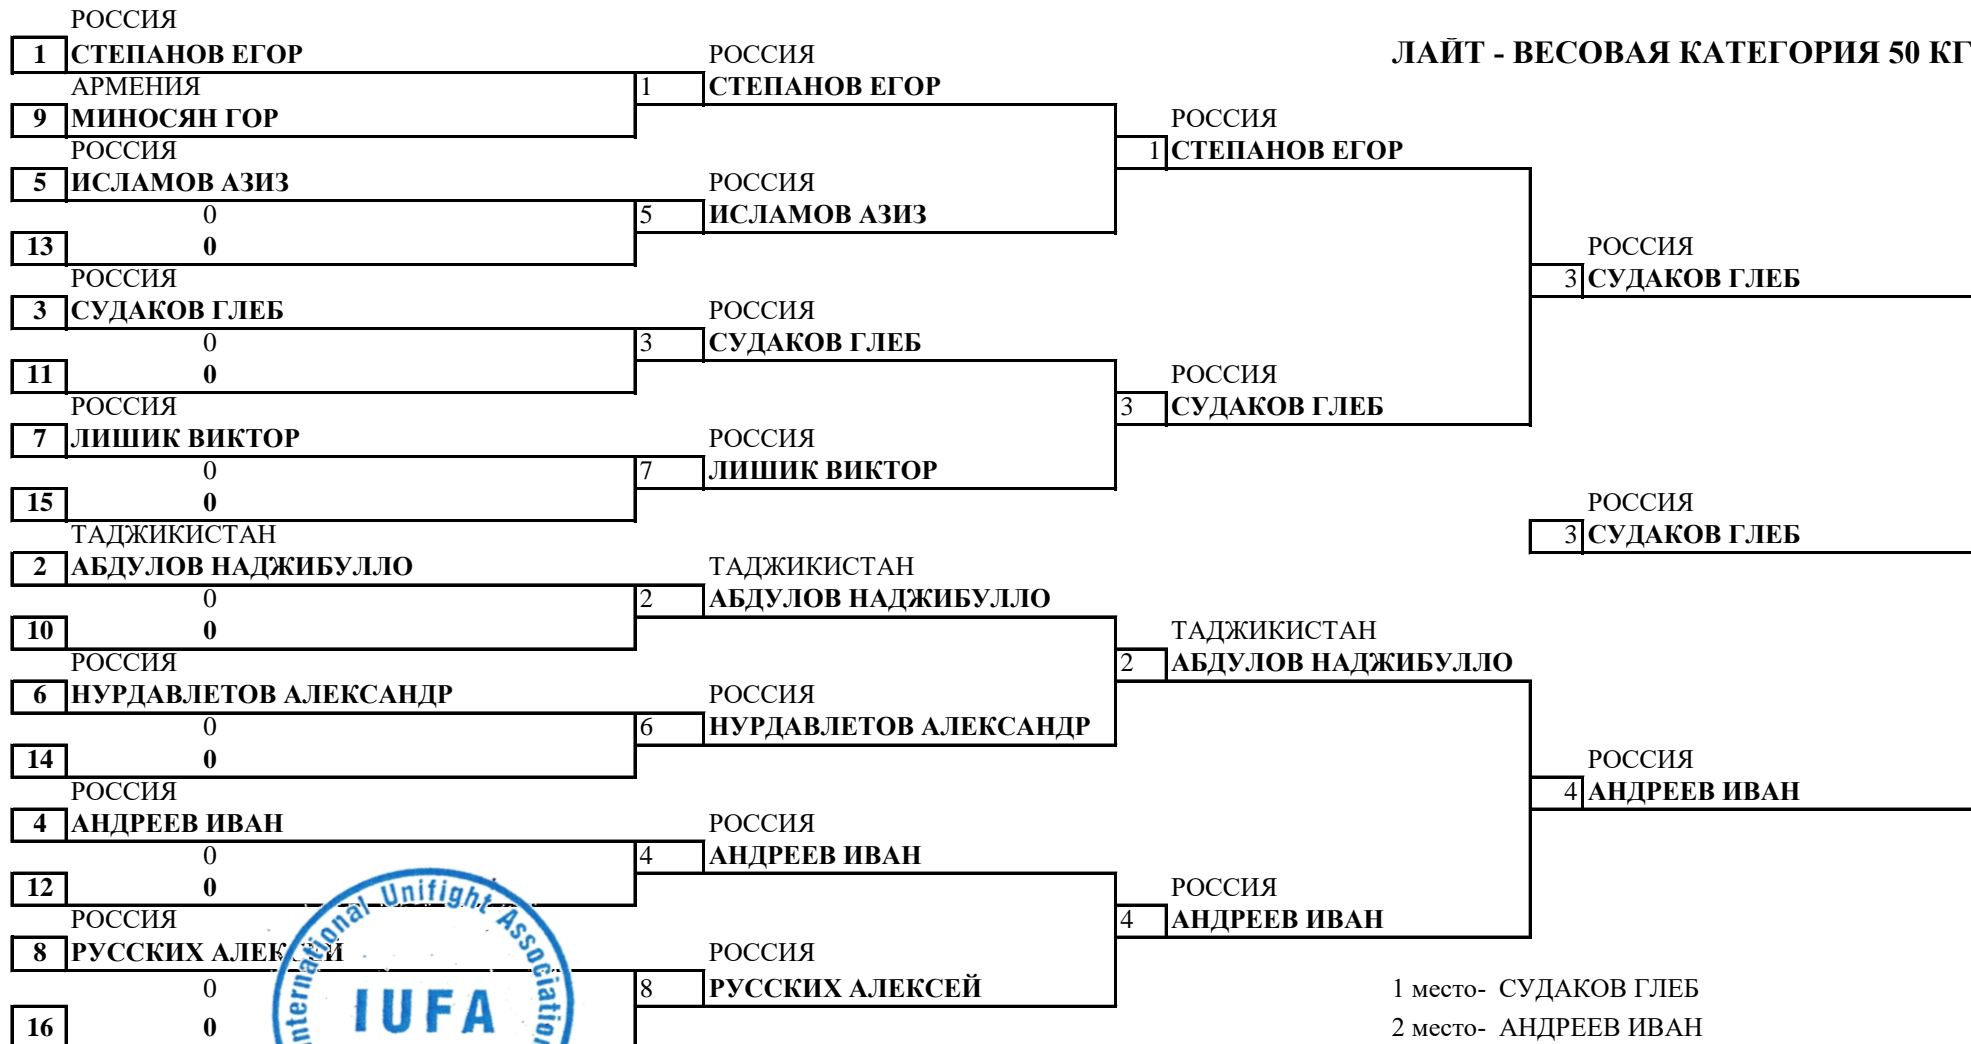 ЛАЙТ - ВЕСОВАЯ КАТЕГОРИЯ 50 КГ
РОССИЯ
1 СТЕПАНОВ ЕГОР
АРМЕНИЯ
9 МИНОСЯН ГОР
РОССИЯ
5 ИСЛАМОВ АЗИЗ
0
13 0
РОССИЯ
3 СУДАКОВ ГЛЕБ
0
11 0
РОССИЯ
7 ЛИШИК ВИКТОР
0
15 0
ТАДЖИКИСТАН
2 АБДУЛОВ НАДЖИБУЛЛО
0
10 0
РОССИЯ
6 НУРДАВЛЕТОВ АЛЕКСАНДР
0
14 0
РОССИЯ
4 АНДРЕЕВ ИВАН
0
12 0
РОССИЯ
8 РУССКИХ АЛЕКСЕЙ
0
16 0
РОССИЯ
1 СТЕПАНОВ ЕГОР
РОССИЯ
5 ИСЛАМОВ АЗИЗ
РОССИЯ
3 СУДАКОВ ГЛЕБ
РОССИЯ
7 ЛИШИК ВИКТОР
ТАДЖИКИСТАН
2 АБДУЛОВ НАДЖИБУЛЛО
РОССИЯ
6 НУРДАВЛЕТОВ АЛЕКСАНДР
РОССИЯ
4 АНДРЕЕВ ИВАН
РОССИЯ
8 РУССКИХ АЛЕКСЕЙ
РОССИЯ
1 СТЕПАНОВ ЕГОР
РОССИЯ
3 СУДАКОВ ГЛЕБ
ТАДЖИКИСТАН
2 АБДУЛОВ НАДЖИБУЛЛО
РОССИЯ
4 АНДРЕЕВ ИВАН
РОССИЯ
3 СУДАКОВ ГЛЕБ
РОССИЯ
3 СУДАКОВ ГЛЕБ
РОССИЯ
4 АНДРЕЕВ ИВАН
1 место- СУДАКОВ ГЛЕБ
2 место- АНДРЕЕВ ИВАН
International Unifight Association
IUFA